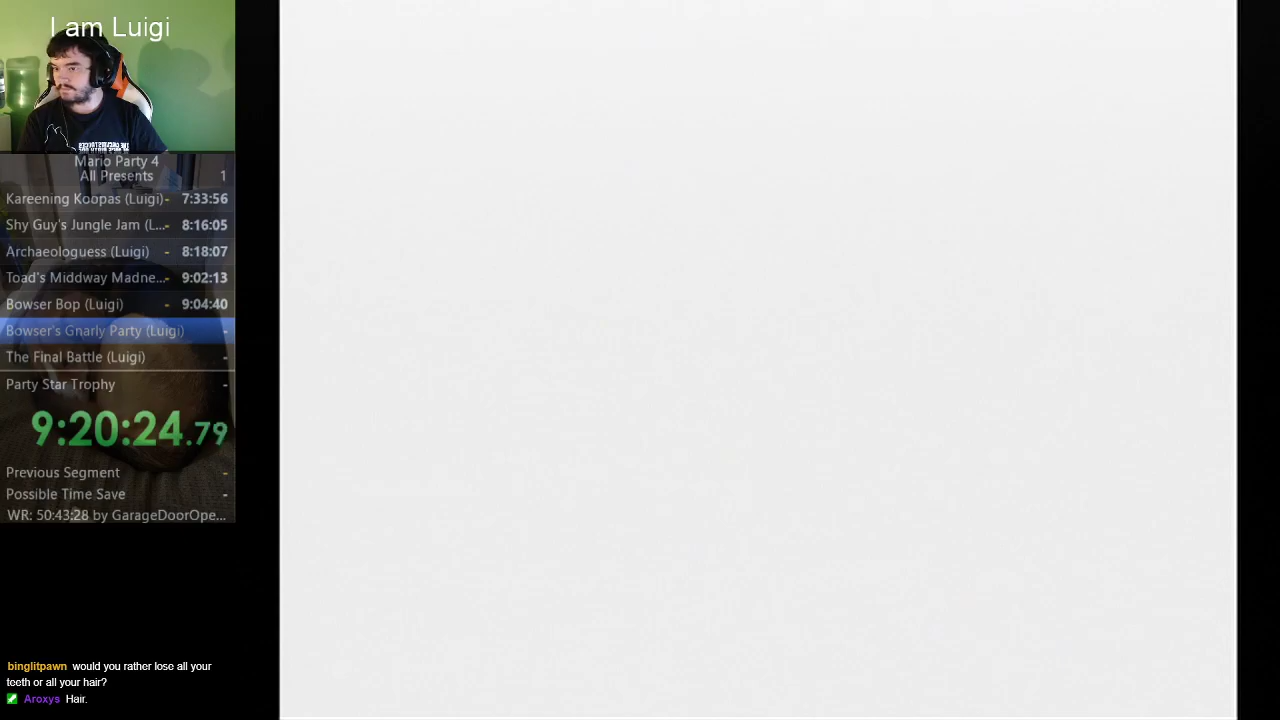 I am Luigi
Mario Party 4
All Presents 1
Kareening Koopas (Luigi) - 7:33:56
Shy Guy's Jungle Jam (L... - 8:16:05
Archaeologuess (Luigi) - 8:18:07
Toad's Middway Madne... - 9:02:13
Bowser Bop (Luigi) - 9:04:40
Bowser's Gnarly Party (Luigi) -
The Final Battle (Luigi) -
Party Star Trophy -
9:20:24.79
Previous Segment -
Possible Time Save -
WR: 50:43:28 by GarageDoorOpe...
binglitpawn would you rather lose all your
teeth or all your hair?
Aroxys Hair.